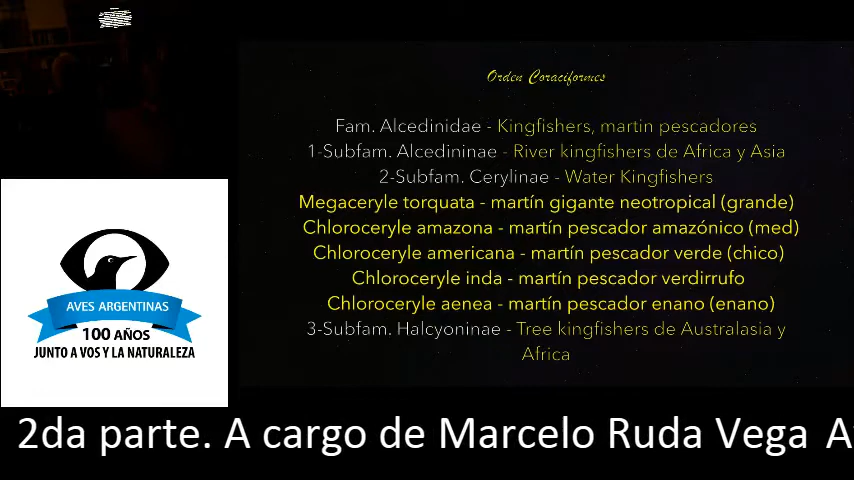 Orden Coraciformes
Fam. Alcedinidae - Kingfishers, martin pescadores
1-Subfam. Alcedininae - River kingfishers de Africa y Asia
2-Subfam. Cerylinae - Water Kingfishers
Megaceryle torquata - martín gigante neotropical (grande)
Chloroceryle amazona - martín pescador amazónico (med)
Chloroceryle americana - martín pescador verde (chico)
Chloroceryle inda - martín pescador verdirrufo
Chloroceryle aenea - martín pescador enano (enano)
3-Subfam. Halcyoninae - Tree kingfishers de Australasia y
Africa
AVES ARGENTINAS
100 AÑOS
JUNTO A VOS Y LA NATURALEZA
2da parte. A cargo de Marcelo Ruda Vega